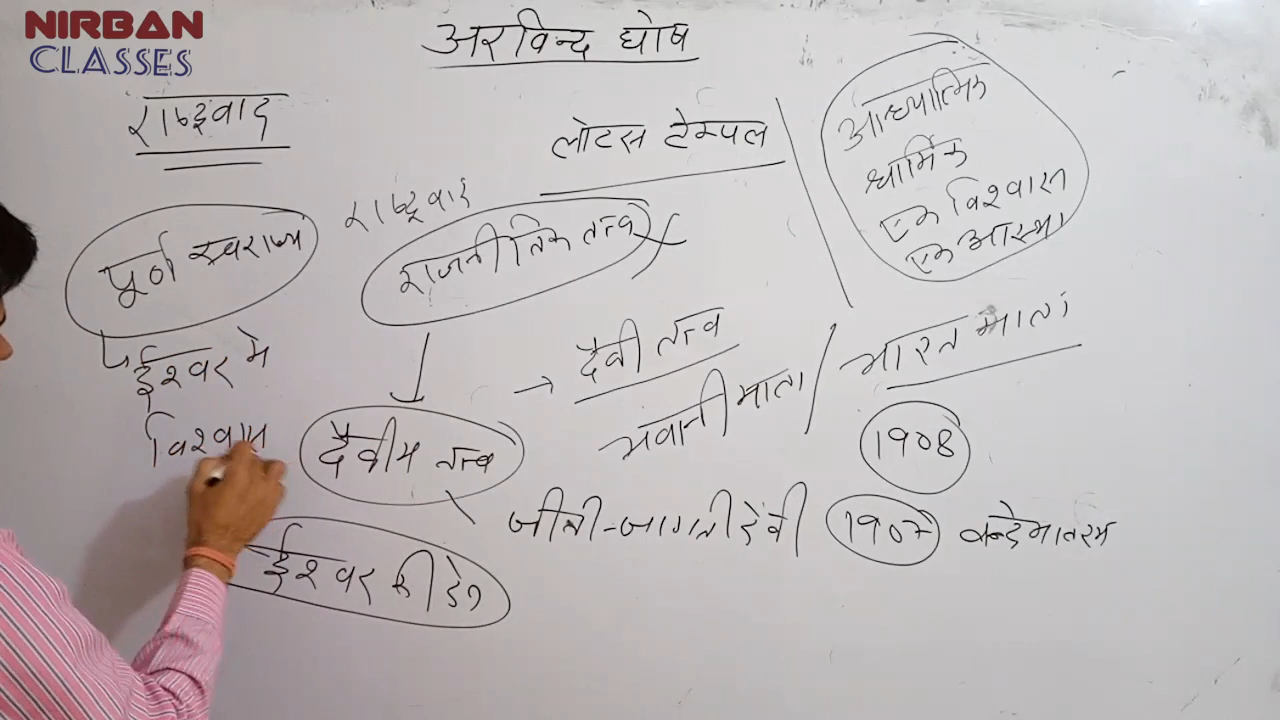 NIRBAN
CLASSES
अरविन्द घोष
राष्ट्रवाद
लोटस टेम्पल
आध्यात्मिक
धार्मिक
एक विश्वास
एक आस्था
राष्ट्रवाद
पूर्ण स्वराज्य
राजनीतिक तत्व
ईश्वर मे
विश्वास
दैवीय तत्व
→ दैवी तत्व
भवानी माता / भारत माता
1908
जीती-जागती देवी 1907 वन्देमातरम
ईश्वर की देन